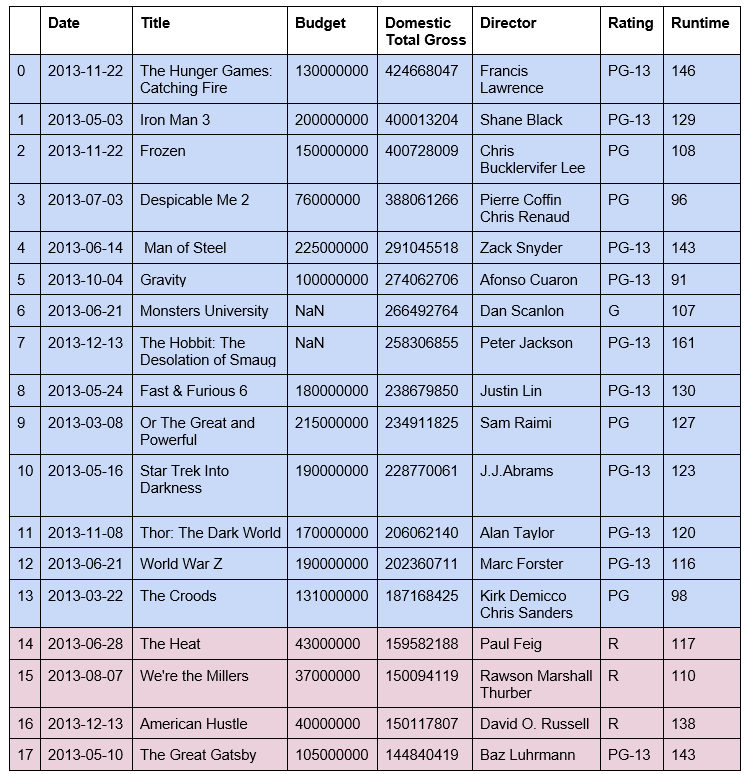 Date Title Budget Domestic Director Rating Runtime
Total Gross
0 2013-11-22 The Hunger Games: 130000000 424668047 Francis PG-13 146
Catching Fire Lawrence
1 2013-05-03 Iron Man 3 200000000 400013204 Shane Black PG-13 129
2 2013-11-22 Frozen 150000000 400728009 Chris PG 108
Bucklervifer Lee
3 2013-07-03 Despicable Me 2 76000000 388061266 Pierre Coffin PG 96
Chris Renaud
4 2013-06-14 Man of Steel 225000000 291045518 Zack Snyder PG-13 143
5 2013-10-04 Gravity 100000000 274062706 Afonso Cuaron PG-13 91
6 2013-06-21 Monsters University NaN 266492764 Dan Scanlon G 107
7 2013-12-13 The Hobbit: The NaN 258306855 Peter Jackson PG-13 161
Desolation of Smaug
8 2013-05-24 Fast & Furious 6 180000000 238679850 Justin Lin PG-13 130
9 2013-03-08 Or The Great and 215000000 234911825 Sam Raimi PG 127
Powerful
10 2013-05-16 Star Trek Into 190000000 228770061 J.J.Abrams PG-13 123
Darkness
11 2013-11-08 Thor: The Dark World 170000000 206062140 Alan Taylor PG-13 120
12 2013-06-21 World War Z 190000000 202360711 Marc Forster PG-13 116
13 2013-03-22 The Croods 131000000 187168425 Kirk Demicco PG 98
Chris Sanders
14 2013-06-28 The Heat 43000000 159582188 Paul Feig R 117
15 2013-08-07 We're the Millers 37000000 150094119 Rawson Marshall R 110
Thurber
16 2013-12-13 American Hustle 40000000 150117807 David O. Russell R 138
17 2013-05-10 The Great Gatsby 105000000 144840419 Baz Luhrmann PG-13 143